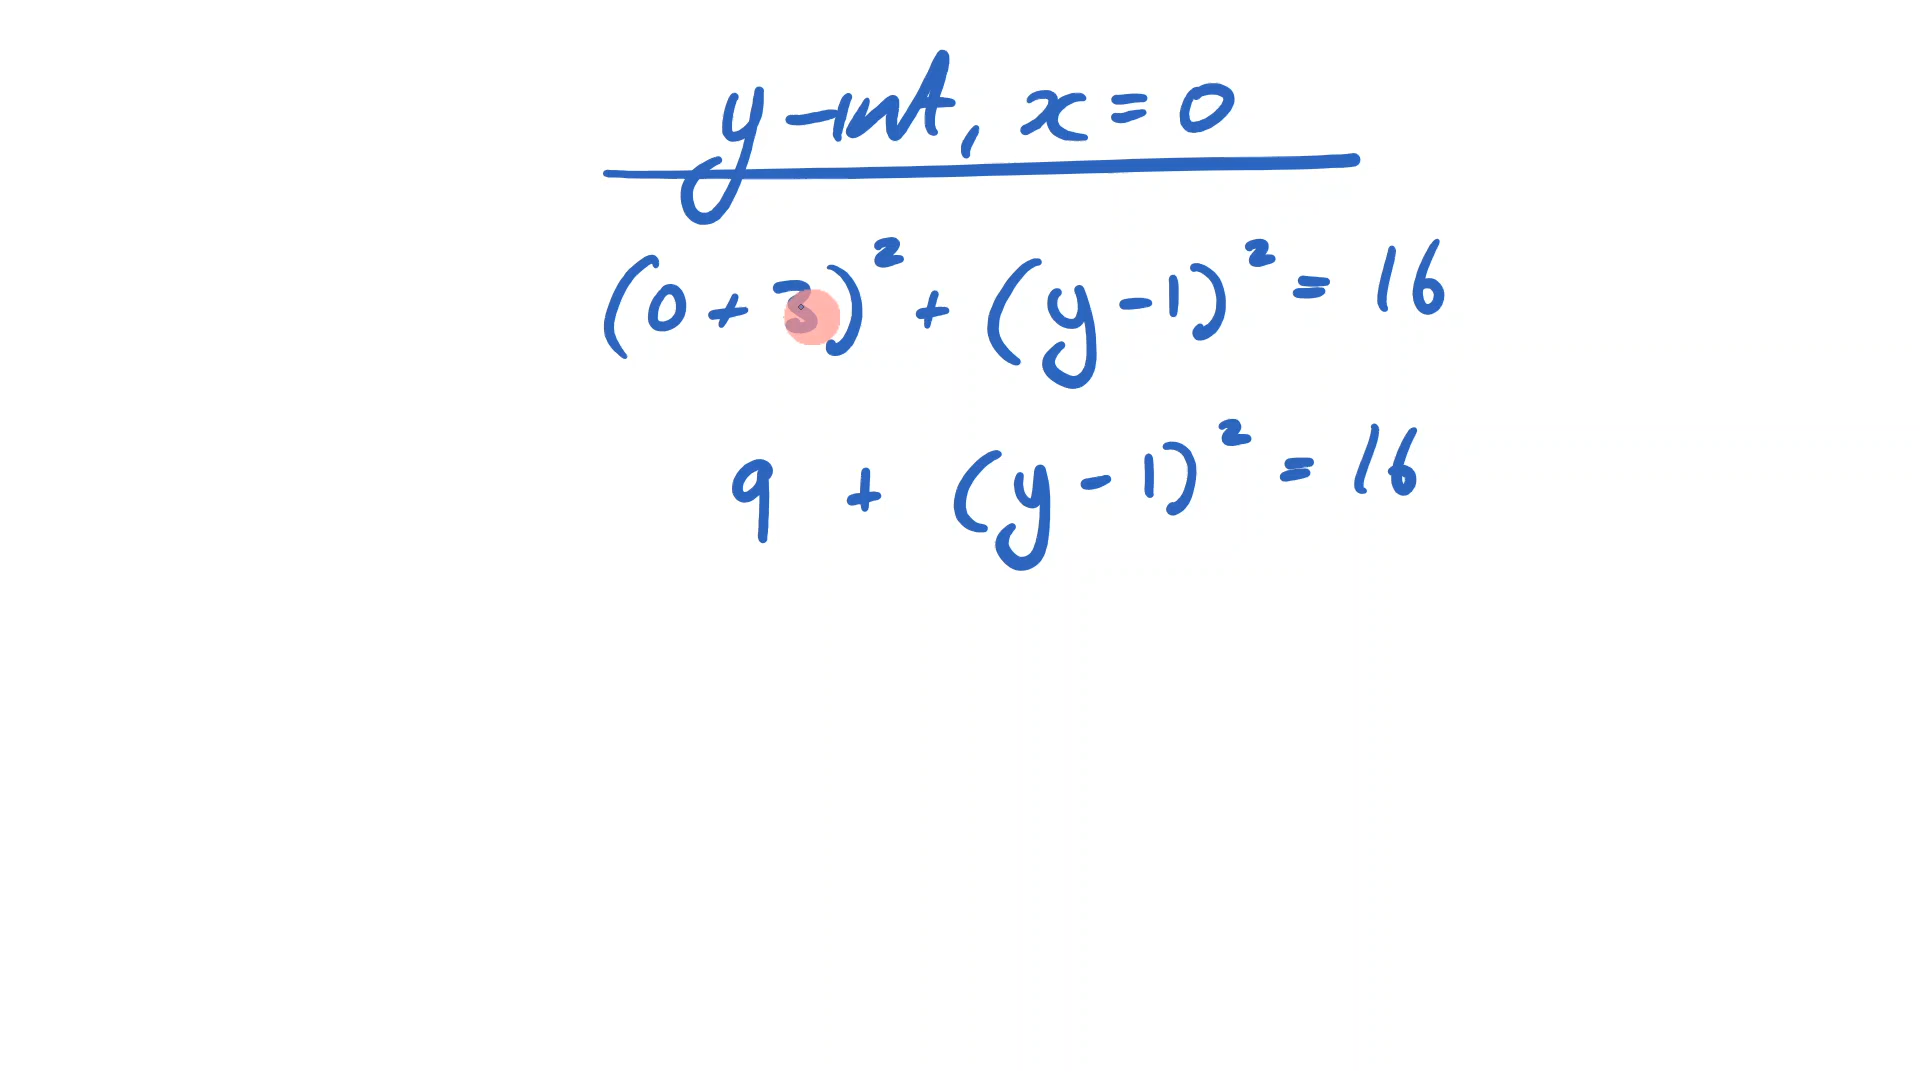 y-int, x = 0
(0 + 3)² + (y - 1)² = 16
9 + (y - 1)² = 16